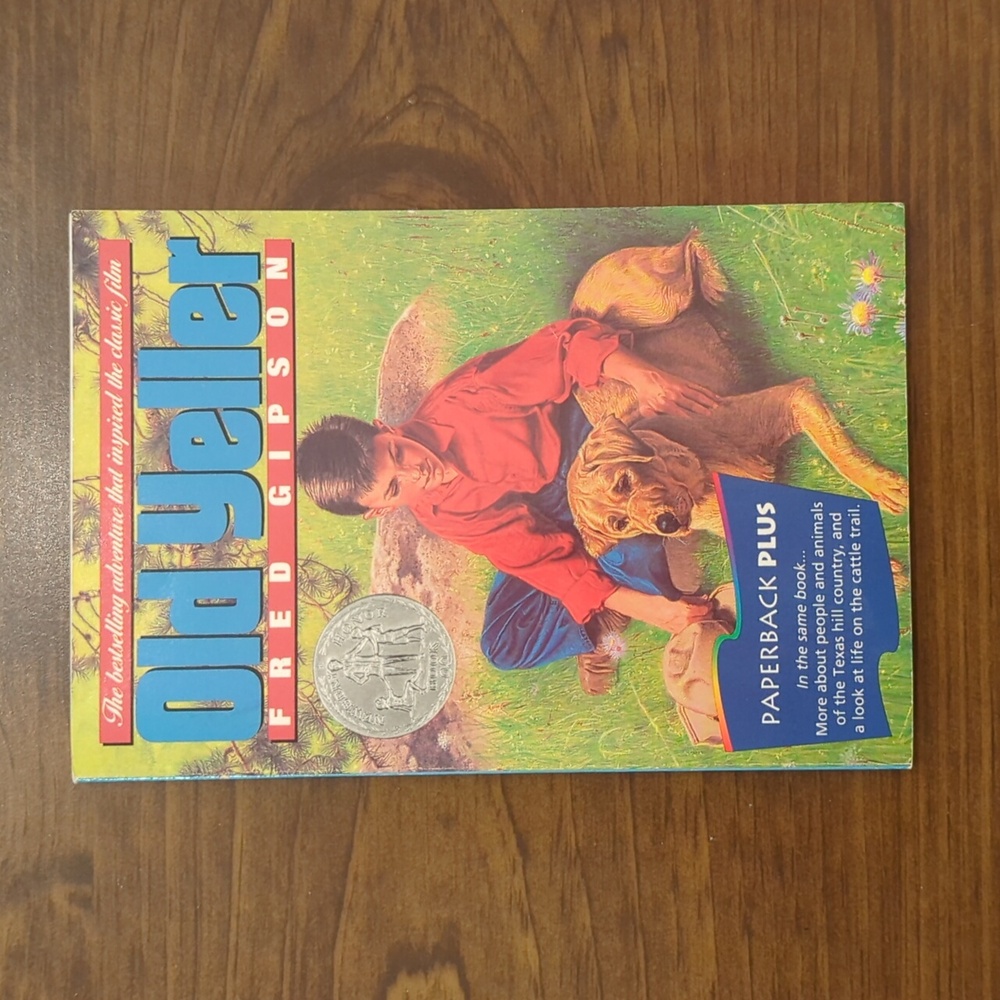 The bestselling adventure that inspired the classic film
Old Yeller
FRED GIPSON
PAPERBACK PLUS
In the same book...
More about people and animals
of the Texas hill country, and
a look at life on the cattle trail.